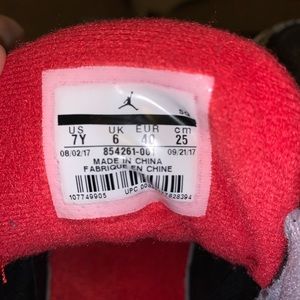 US UK EUR cm
7Y 6 40 25
08/02/17 854261-001 09/21/17
MADE IN CHINA
FABRIQUE EN CHINE
107749905 UPC